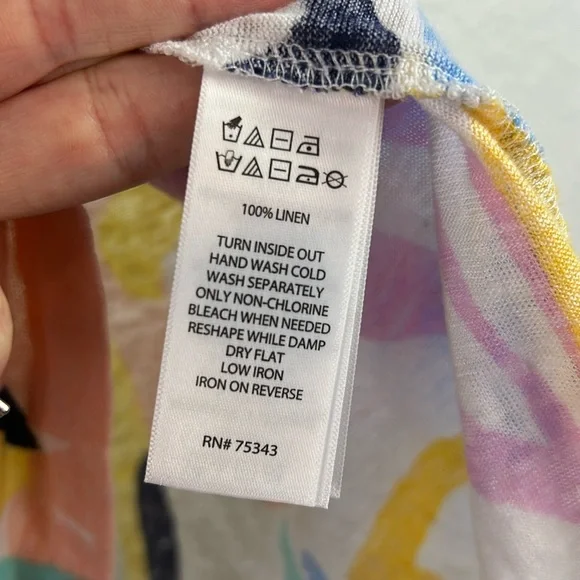 100% LINEN
TURN INSIDE OUT
HAND WASH COLD
WASH SEPARATELY
ONLY NON-CHLORINE
BLEACH WHEN NEEDED
RESHAPE WHILE DAMP
DRY FLAT
LOW IRON
IRON ON REVERSE
RN# 75343